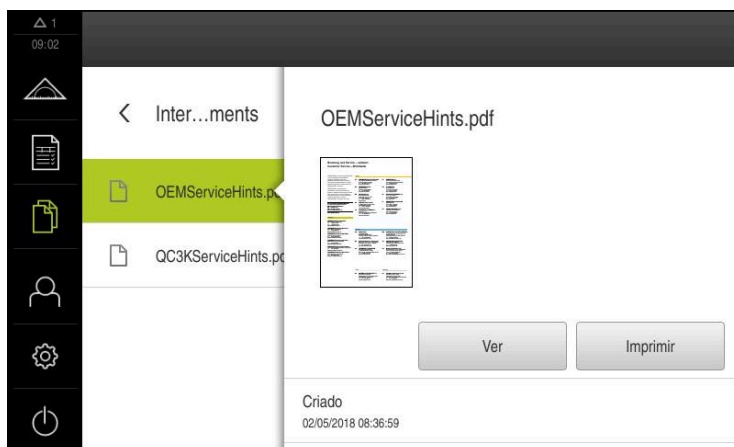 1
09:02
Inter…ments
OEMServiceHints.pdf
OEMServiceHints.pd
QC3KServiceHints.pd
Ver
Imprimir
Criado
02/05/2018 08:36:59